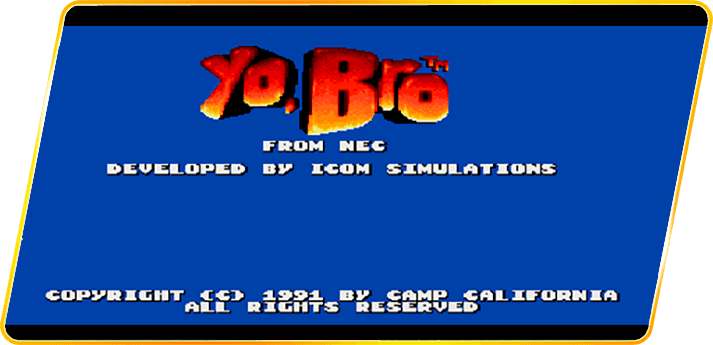 Yo, Bro™
FROM NEC
DEVELOPED BY ICOM SIMULATIONS
COPYRIGHT (C) 1991 BY CAMP CALIFORNIA
ALL RIGHTS RESERVED